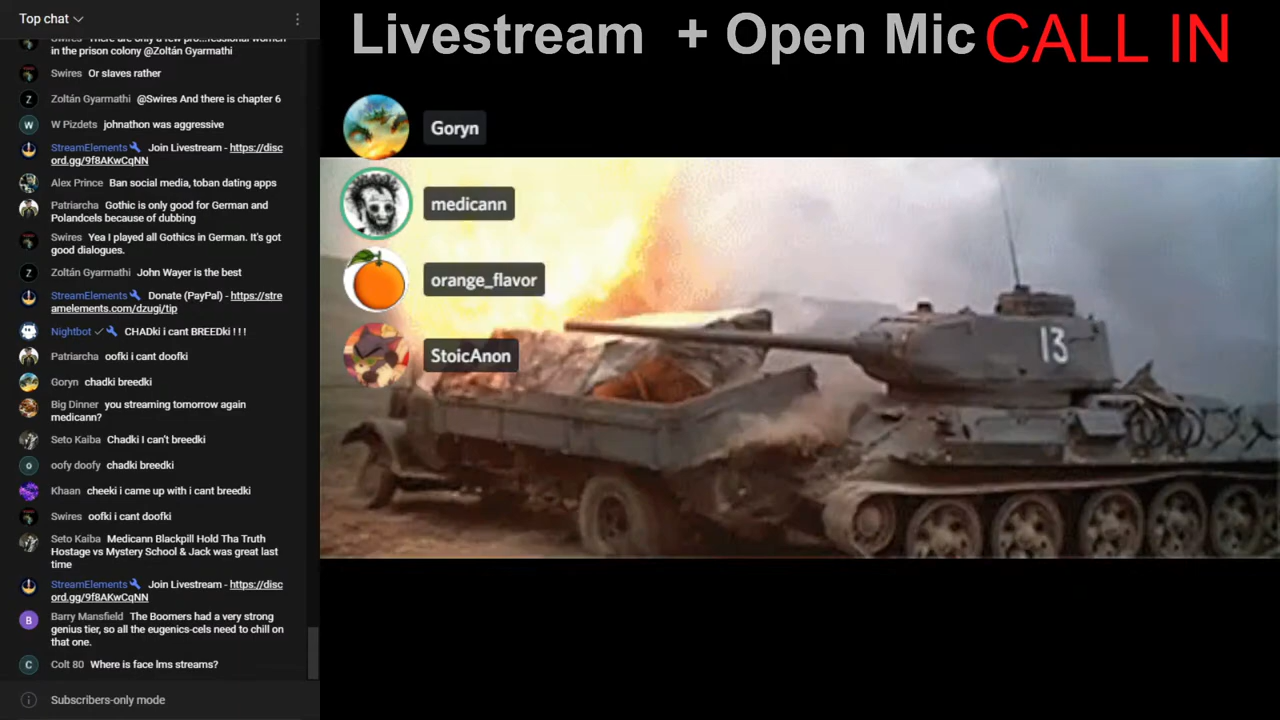 Top chat
Swires There are only a few pro...fessional women
in the prison colony @Zoltán Gyarmathi
Swires Or slaves rather
Z
Zoltán Gyarmathi @Swires And there is chapter 6
W
W Pizdets johnathon was aggressive
StreamElements Join Livestream - https://disc
ord.gg/9f8AKwCqNN
Alex Prince Ban social media, toban dating apps
Patriarcha Gothic is only good for German and
Polandcels because of dubbing
Swires Yea I played all Gothics in German. It's got
good dialogues.
Z
Zoltán Gyarmathi John Wayer is the best
StreamElements Donate (PayPal) - https://stre
amelements.com/dzugi/tip
Nightbot CHADki i cant BREEDki ! ! !
Patriarcha oofki i cant doofki
Goryn chadki breedki
Big Dinner you streaming tomorrow again
medicann?
Seto Kaiba Chadki I can't breedki
o
oofy doofy chadki breedki
Khaan cheeki i came up with i cant breedki
Swires oofki i cant doofki
Seto Kaiba Medicann Blackpill Hold Tha Truth
Hostage vs Mystery School & Jack was great last
time
StreamElements Join Livestream - https://disc
ord.gg/9f8AKwCqNN
B
Barry Mansfield The Boomers had a very strong
genius tier, so all the eugenics-cels need to chill on
that one.
C
Colt 80 Where is face lms streams?
Subscribers-only mode
Livestream + Open Mic CALL IN
Goryn
medicann
orange_flavor
StoicAnon
13